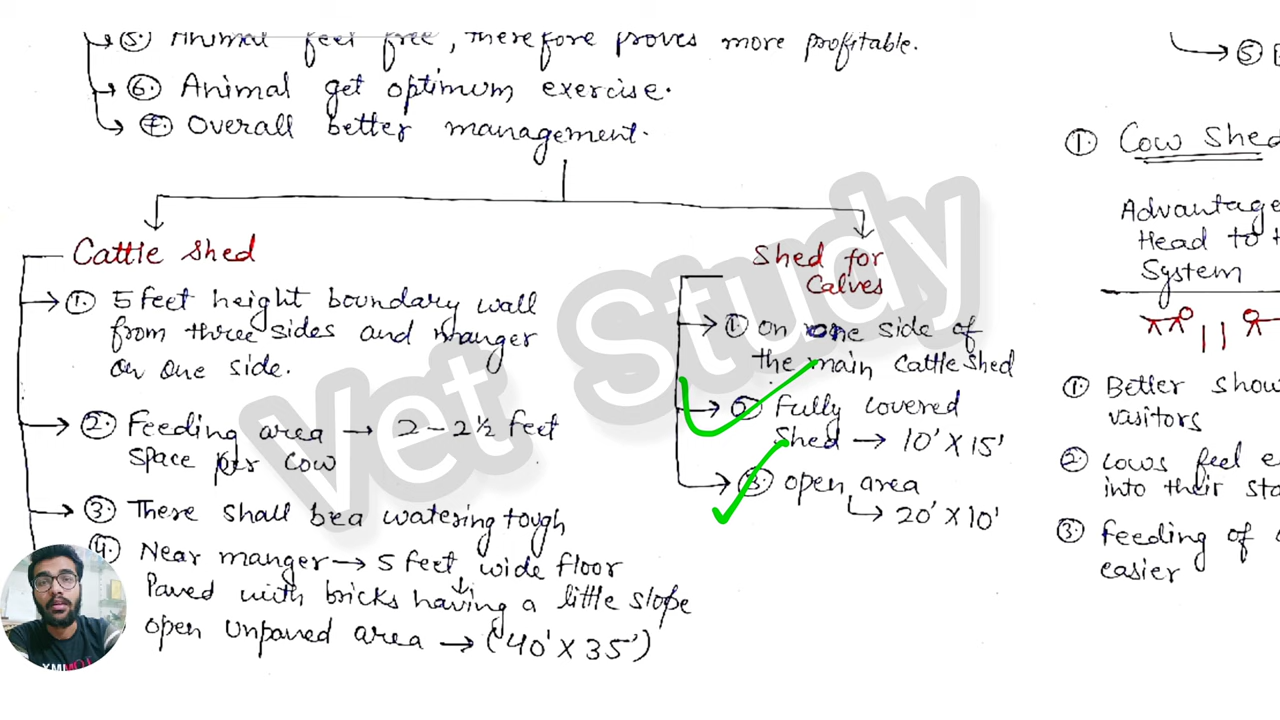 ⑤. Animal feel free, therefore proves more profitable.
⑥. Animal get optimum exercise.
⑦. Overall better management.
Cattle shed
①. 5 feet height boundary wall
from three sides and manger
on one side.
②. Feeding area → 2 – 2½ feet
space per cow
③. There shall be a watering tough
④. Near manger → 5 feet wide floor
Paved with bricks having a little slope
open unpaved area → (40' X 35')
Shed for
Calves
①. On one side of
the main cattle shed
Fully covered
Shed → 10' X 15'
③. open area
→ 20' X 10'
⑤
①. Cow Shed
Advantage
Head to
System
①. Better
visitors
②. Cows feel
into their
③. Feeding of
easier
Vet Study